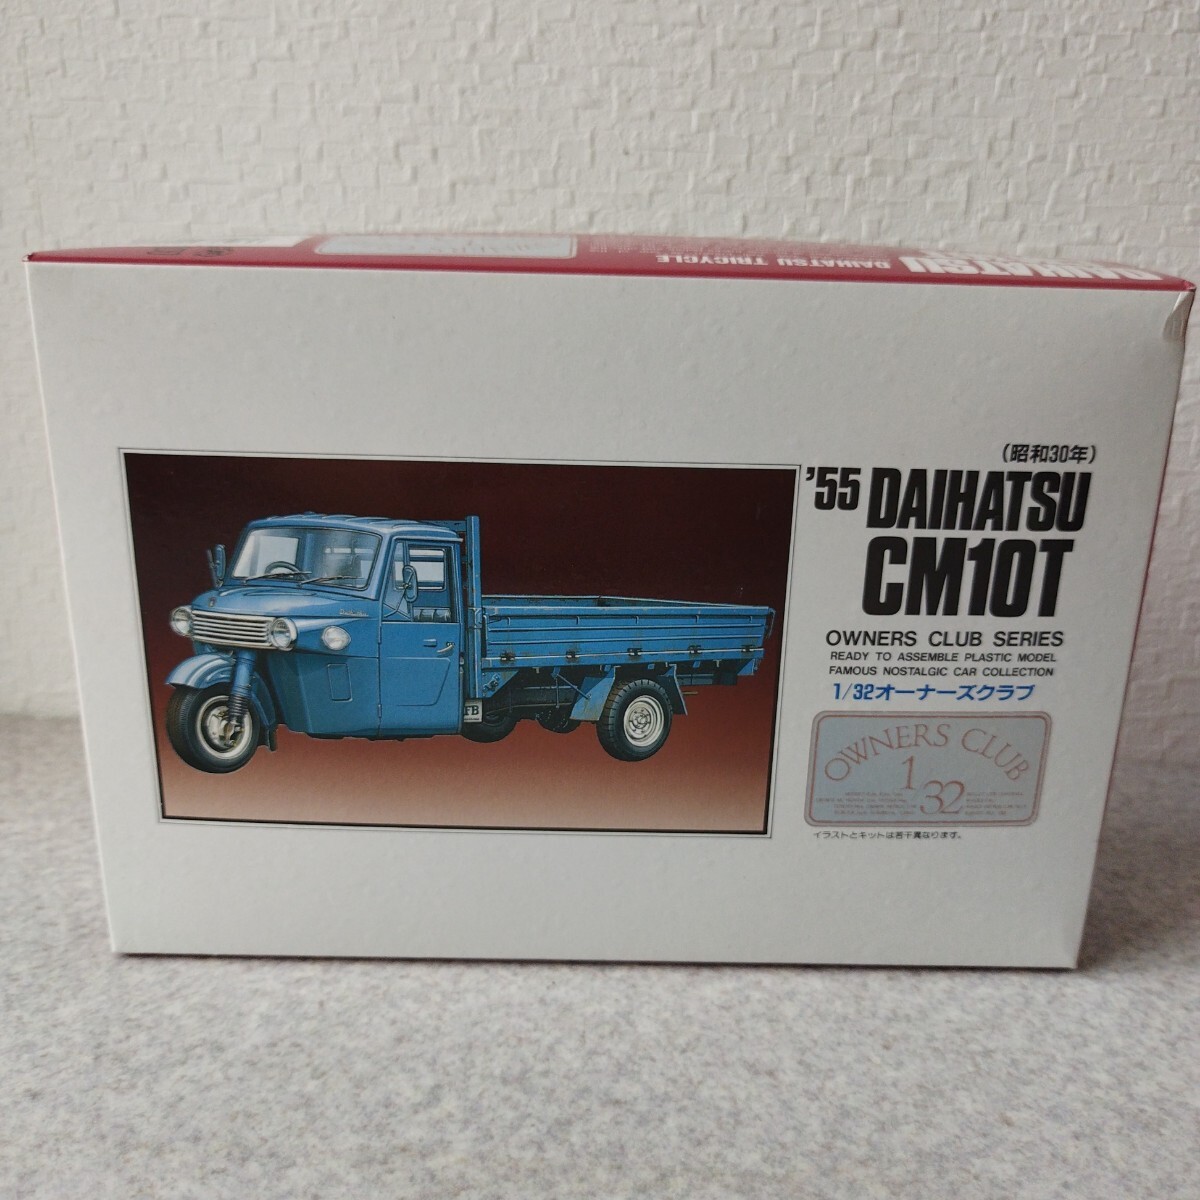 DAIHATSU TRICYCLE
DAIHATSU
(昭和30年)
'55 DAIHATSU
CM10T
OWNERS CLUB SERIES
READY TO ASSEMBLE PLASTIC MODEL
FAMOUS NOSTALGIC CAR COLLECTION
1/32オーナーズクラブ
OWNERS CLUB
1/32
イラストとキットは若干異なります。